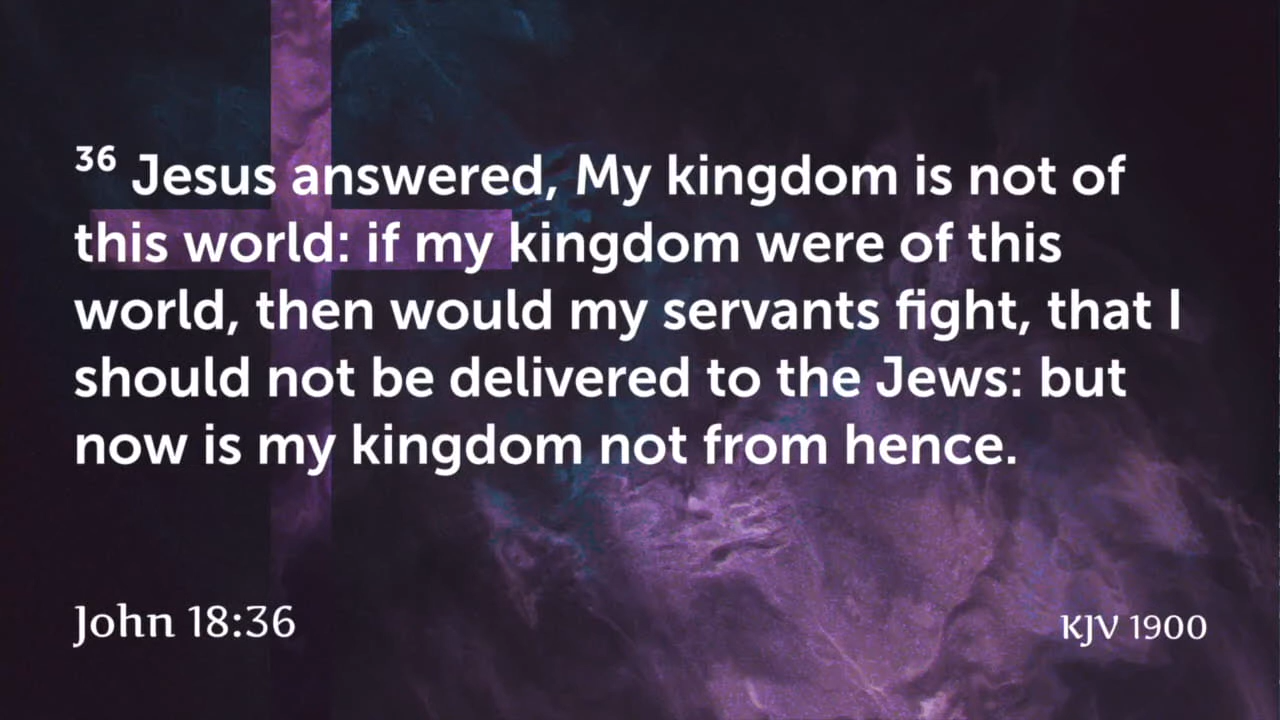 36 Jesus answered, My kingdom is not of
this world: if my kingdom were of this
world, then would my servants fight, that I
should not be delivered to the Jews: but
now is my kingdom not from hence.
John 18:36
KJV 1900